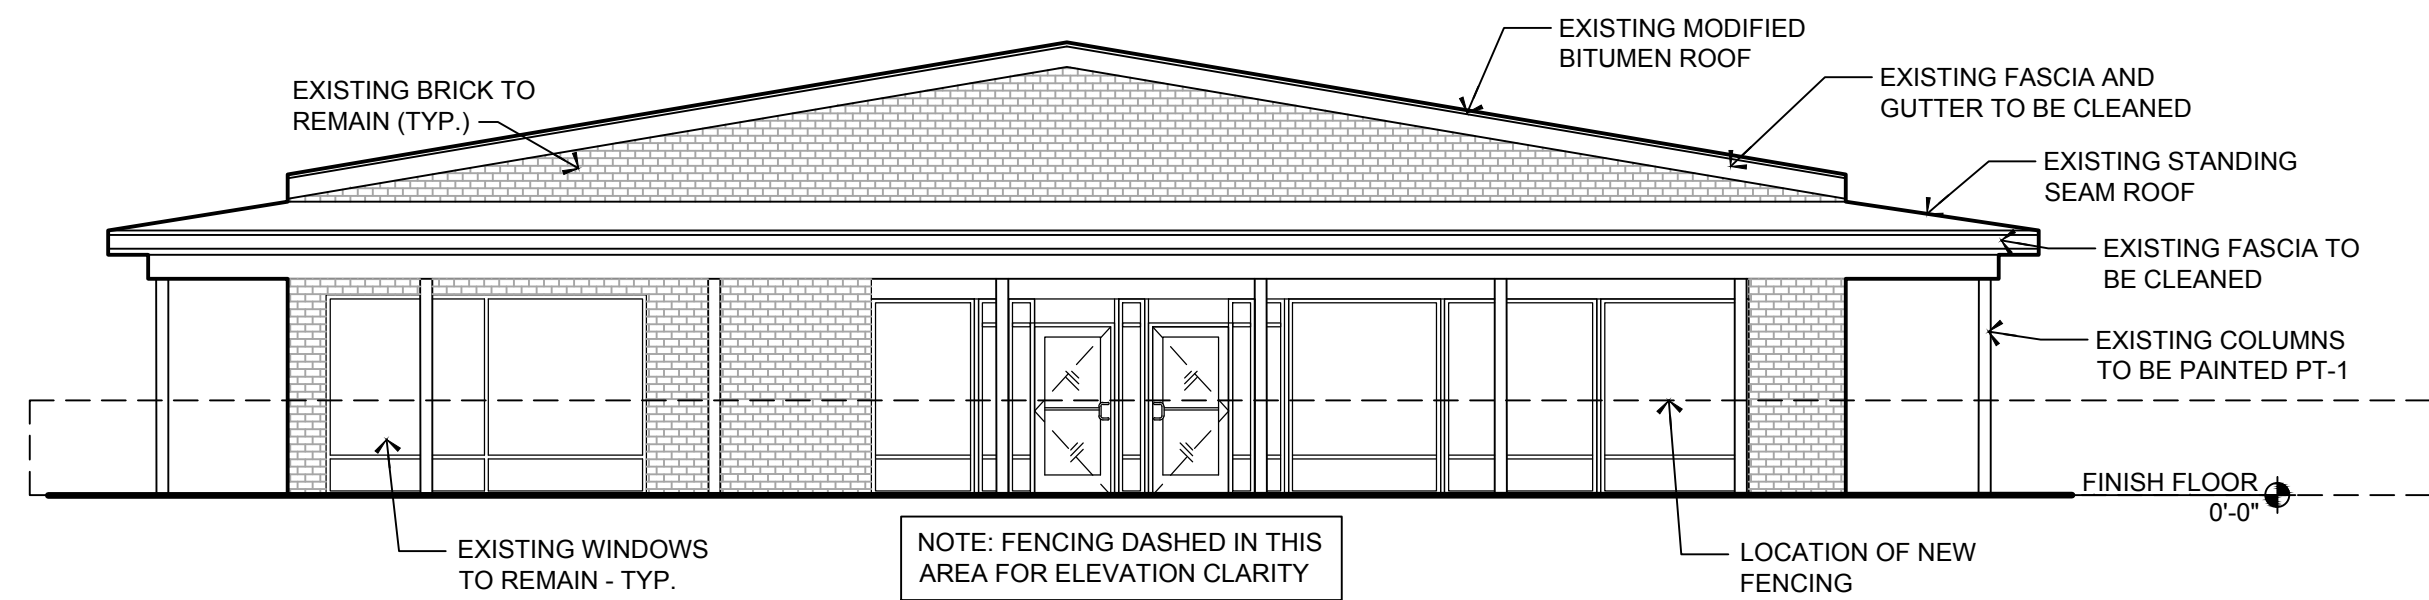 EXISTING MODIFIED
BITUMEN ROOF
EXISTING BRICK TO
REMAIN (TYP.)
EXISTING FASCIA AND
GUTTER TO BE CLEANED
EXISTING STANDING
SEAM ROOF
EXISTING FASCIA TO
BE CLEANED
EXISTING COLUMNS
TO BE PAINTED PT-1
FINISH FLOOR
0'-0"
EXISTING WINDOWS
TO REMAIN - TYP.
NOTE: FENCING DASHED IN THIS
AREA FOR ELEVATION CLARITY
LOCATION OF NEW
FENCING